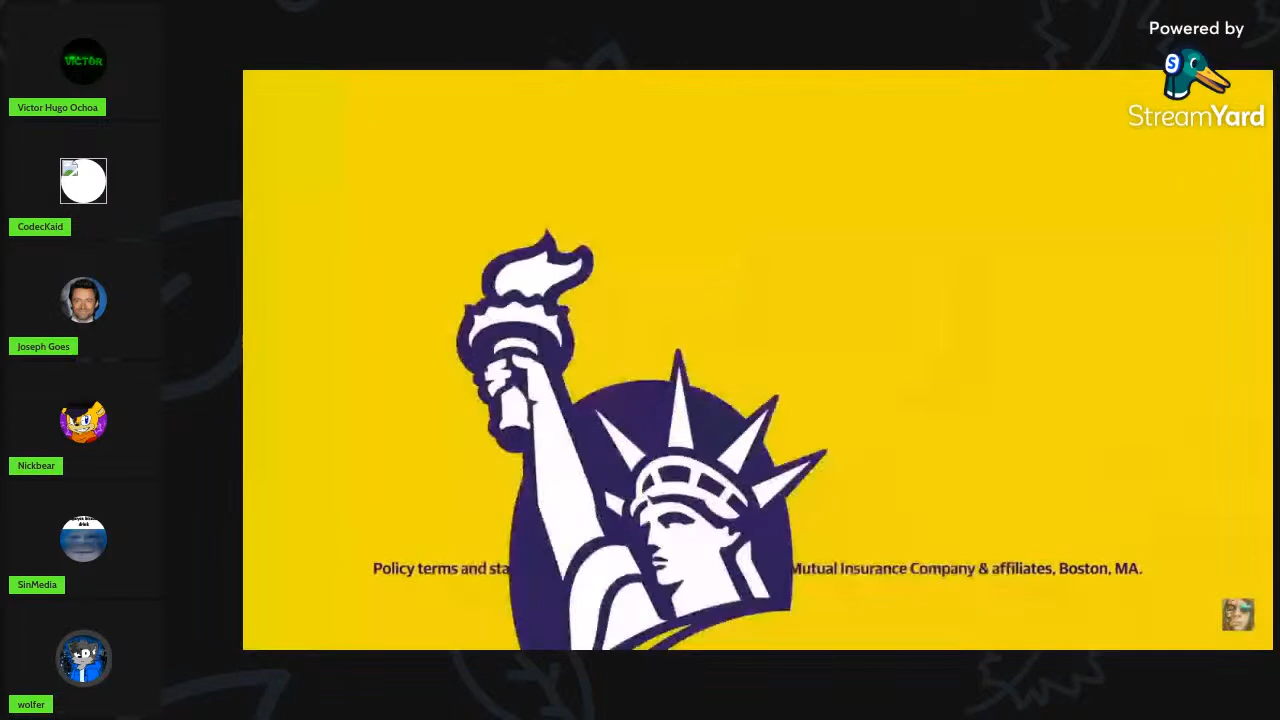 Powered by
StreamYard
VICTOR
Victor Hugo Ochoa
CodecKaid
Joseph Goes
Nickbear
SinMedia
wolfer
Policy terms and sta
Mutual Insurance Company & affiliates, Boston, MA.
S